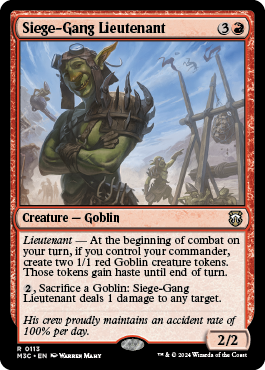 Siege-Gang Lieutenant 3
Creature — Goblin
Lieutenant — At the beginning of combat on
your turn, if you control your commander,
create two 1/1 red Goblin creature tokens.
Those tokens gain haste until end of turn.
2, Sacrifice a Goblin: Siege-Gang
Lieutenant deals 1 damage to any target.
His crew proudly maintains an accident rate of
100% per day.
2/2
R 0113
M3C • EN Warren Mahy
™ & © 2024 Wizards of the Coast